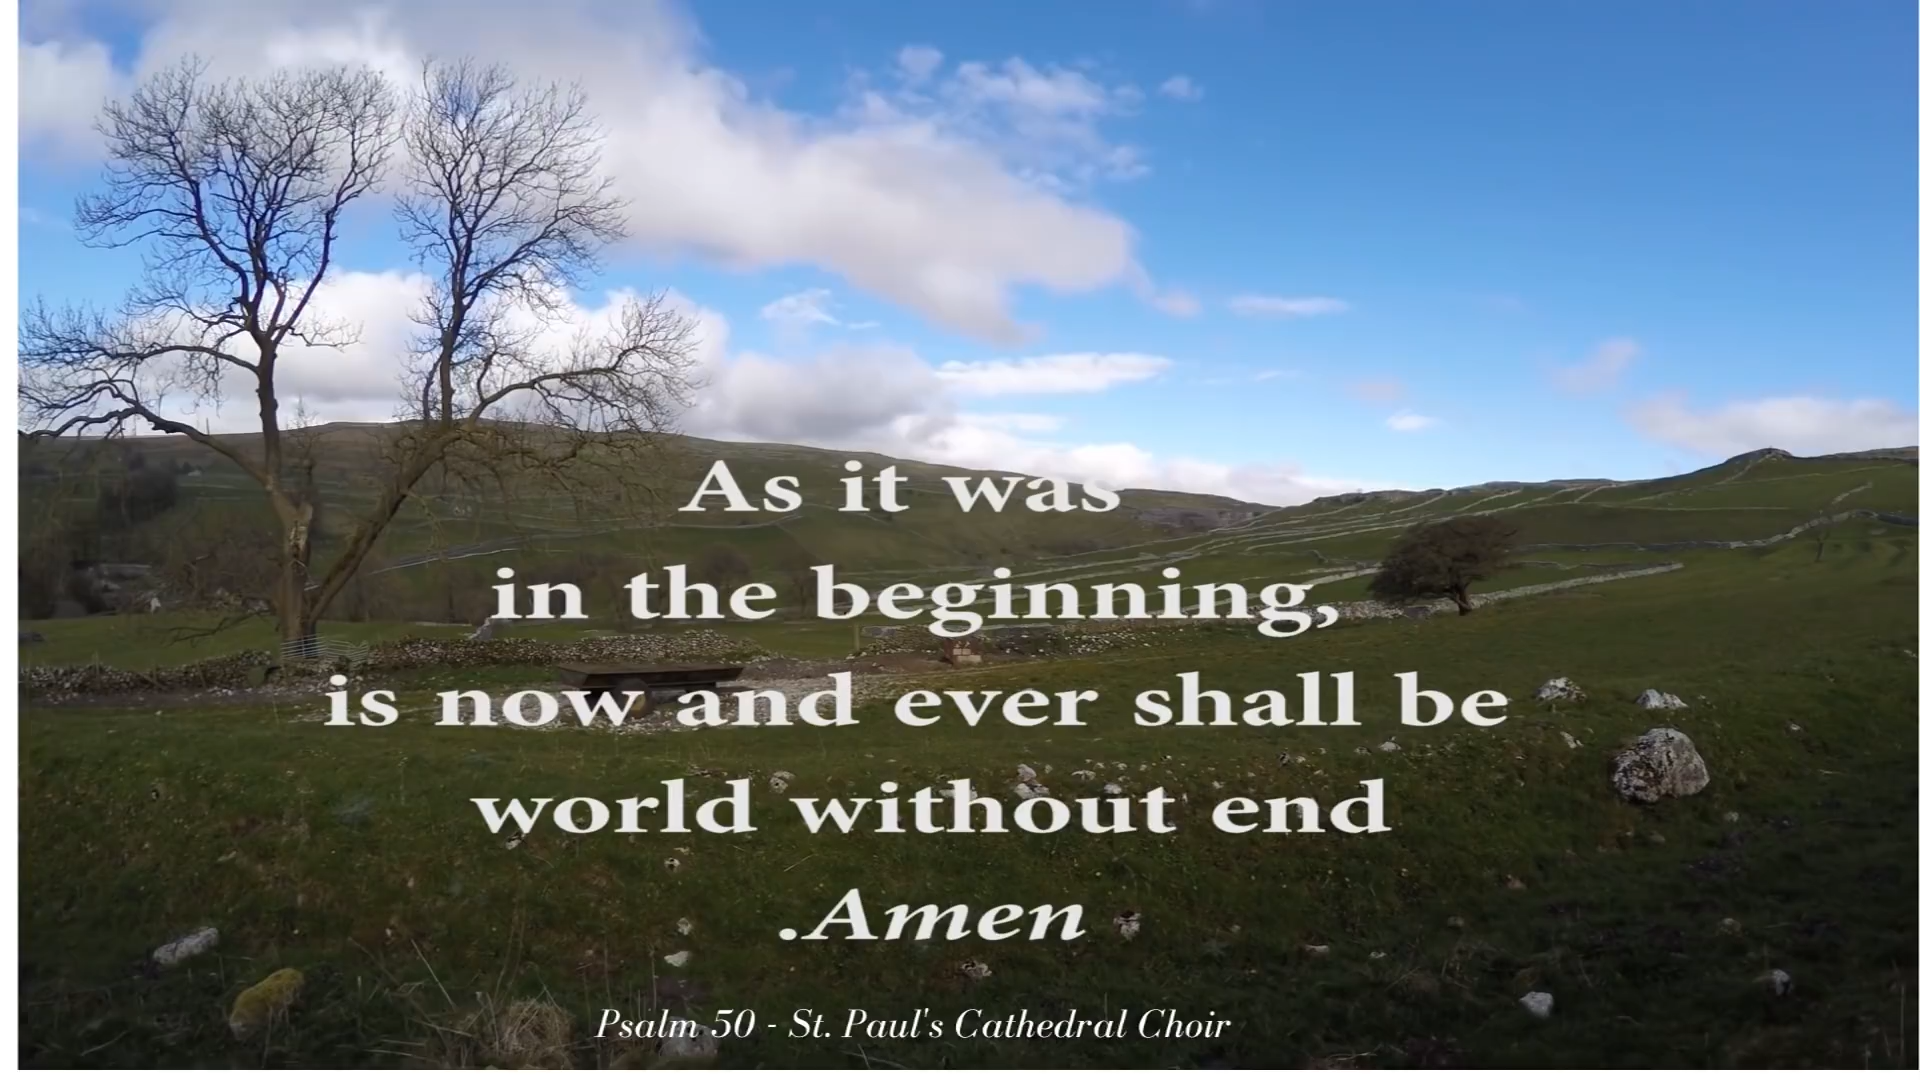 As it was
in the beginning,
is now and ever shall be
world without end
.Amen
Psalm 50 - St. Paul's Cathedral Choir